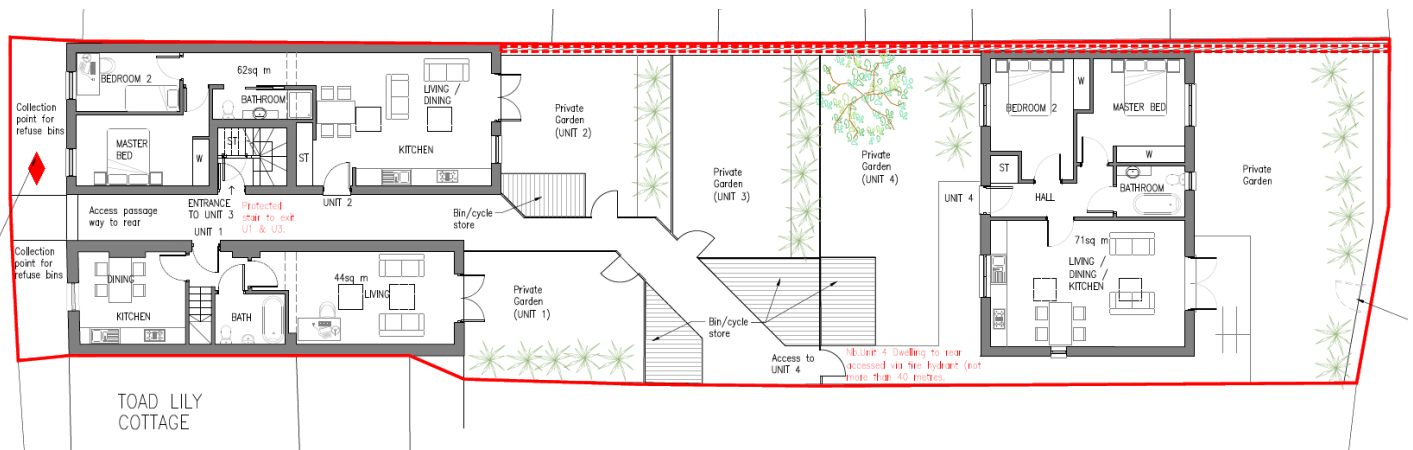 BEDROOM 2
62sq m
BATHROOM
LIVING /
DINING
Collection
point for
refuse bins
MASTER
BED
W
ST
ST
KITCHEN
Private
Garden
(UNIT 2)
Private
Garden
(UNIT 3)
Private
Garden
(UNIT 4)
BEDROOM 2
W
MASTER BED
W
ST
BATHROOM
HALL
UNIT 4
Private
Garden
Access passage
way to rear
ENTRANCE
TO UNIT 3
UNIT 1
Protected
stair to exit
U1 & U3.
UNIT 2
Bin/cycle
store
Collection
point for
refuse bins
DINING
KITCHEN
BATH
44sq m
LIVING
Private
Garden
(UNIT 1)
Bin/cycle
store
Access to
UNIT 4
Nb.Unit 4 Dwelling to rear
accessed via fire hydrant (not
more than 40 metres.
71sq m
LIVING /
DINING /
KITCHEN
TOAD LILY
COTTAGE